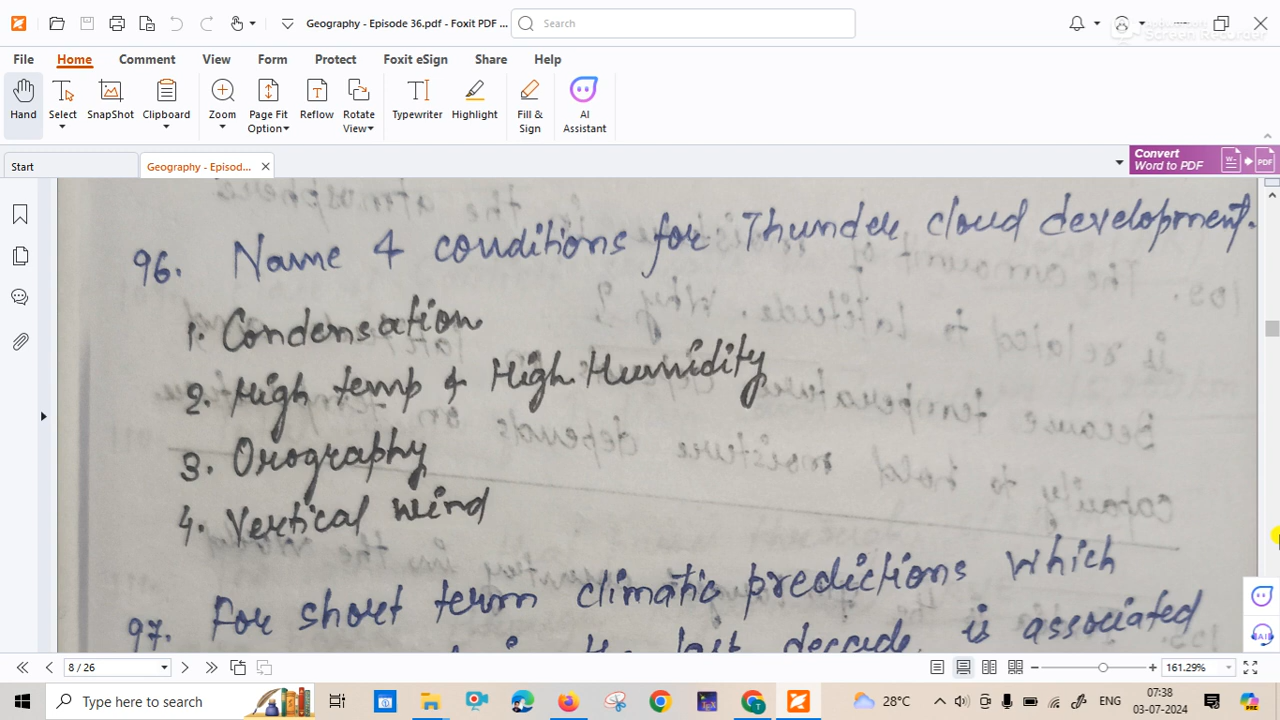 Geography - Episode 36.pdf - Foxit PDF ...
Search
Screen Recorder
File Home Comment View Form Protect Foxit eSign Share Help
Hand Select SnapShot Clipboard Zoom Page Fit Option Reflow Rotate View Typewriter Highlight Fill & Sign AI Assistant
Start
Geography - Episod...
Convert Word to PDF
96. Name 4 conditions for Thunder cloud development.
1. Condensation
2. High temp & High Humidity
3. Orography
4. Vertical wind
97. For short term climatic predictions which
last decade is associated
8 / 26
161.29%
Type here to search
28°C
ENG
07:38
03-07-2024